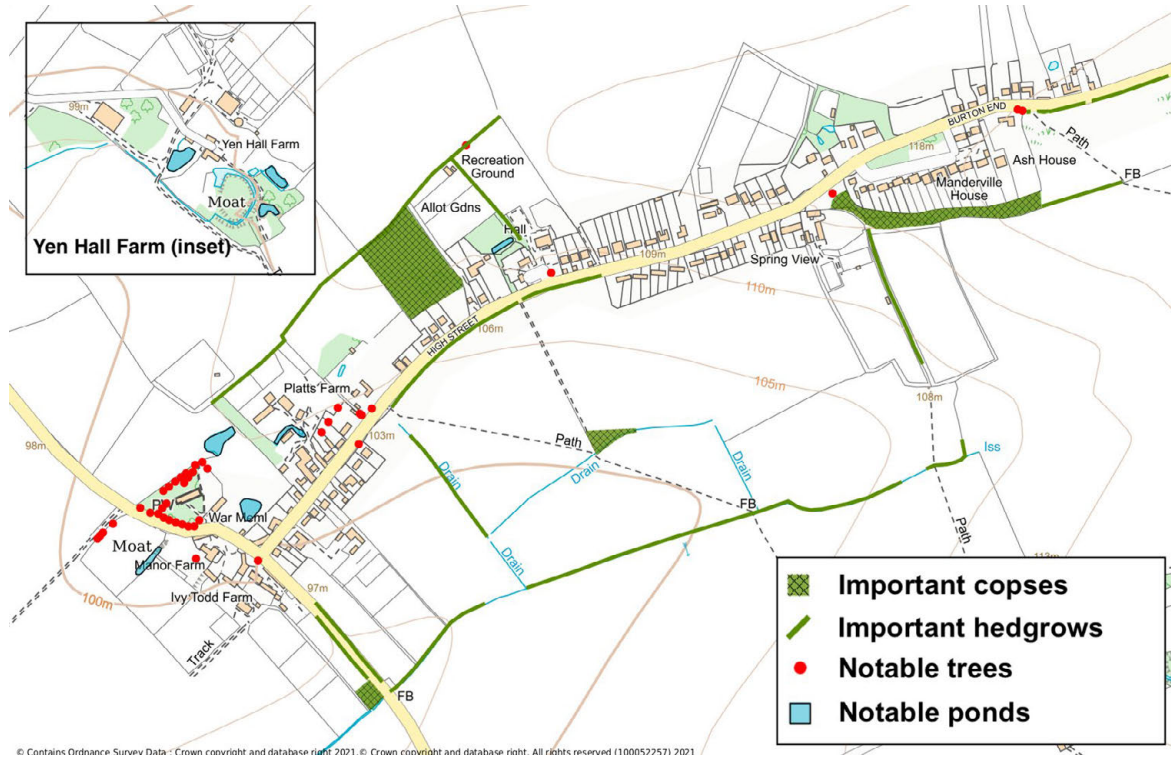 99m
Yen Hall Farm
Moat
Yen Hall Farm (inset)
BURTON END
118m
Path
Ash House
FB
Manderville
House
Recreation
Ground
Allot Gdns
Hall
109m
Spring View
110m
HIGH STREET
106m
105m
108m
Platts Farm
103m
98m
Path
Drain
Drain
Drain
Iss
FB
War Meml
Moat
Manor Farm
Drain
Path
97m
Ivy Todd Farm
100m
Track
FB
Important copses
Important hedgrows
Notable trees
Notable ponds
© Contains Ordnance Survey Data : Crown copyright and database right 2021.© Crown copyright and database right. All rights reserved (100052257) 2021